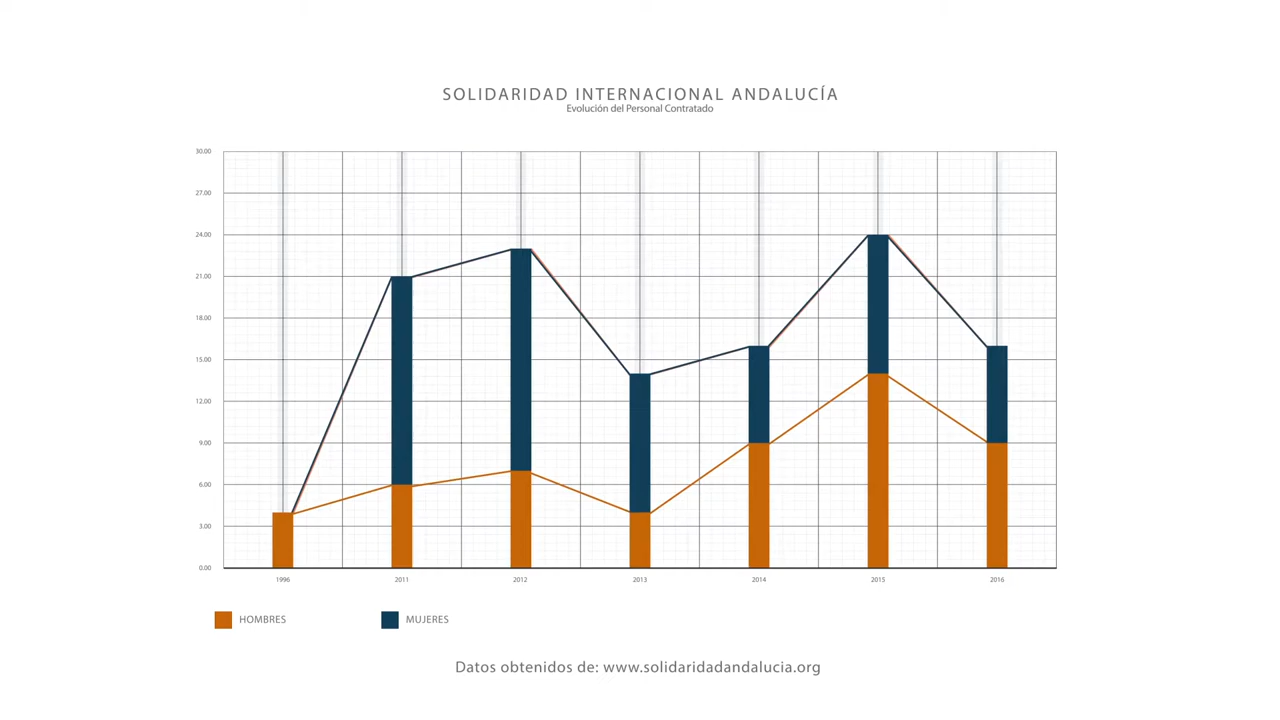 SOLIDARIDAD INTERNACIONAL ANDALUCÍA
Evolución del Personal Contratado
30.00
27.00
24.00
21.00
18.00
15.00
12.00
9.00
6.00
3.00
0.00
1996 2011 2012 2013 2014 2015 2016
HOMBRES MUJERES
Datos obtenidos de: www.solidaridadandalucia.org